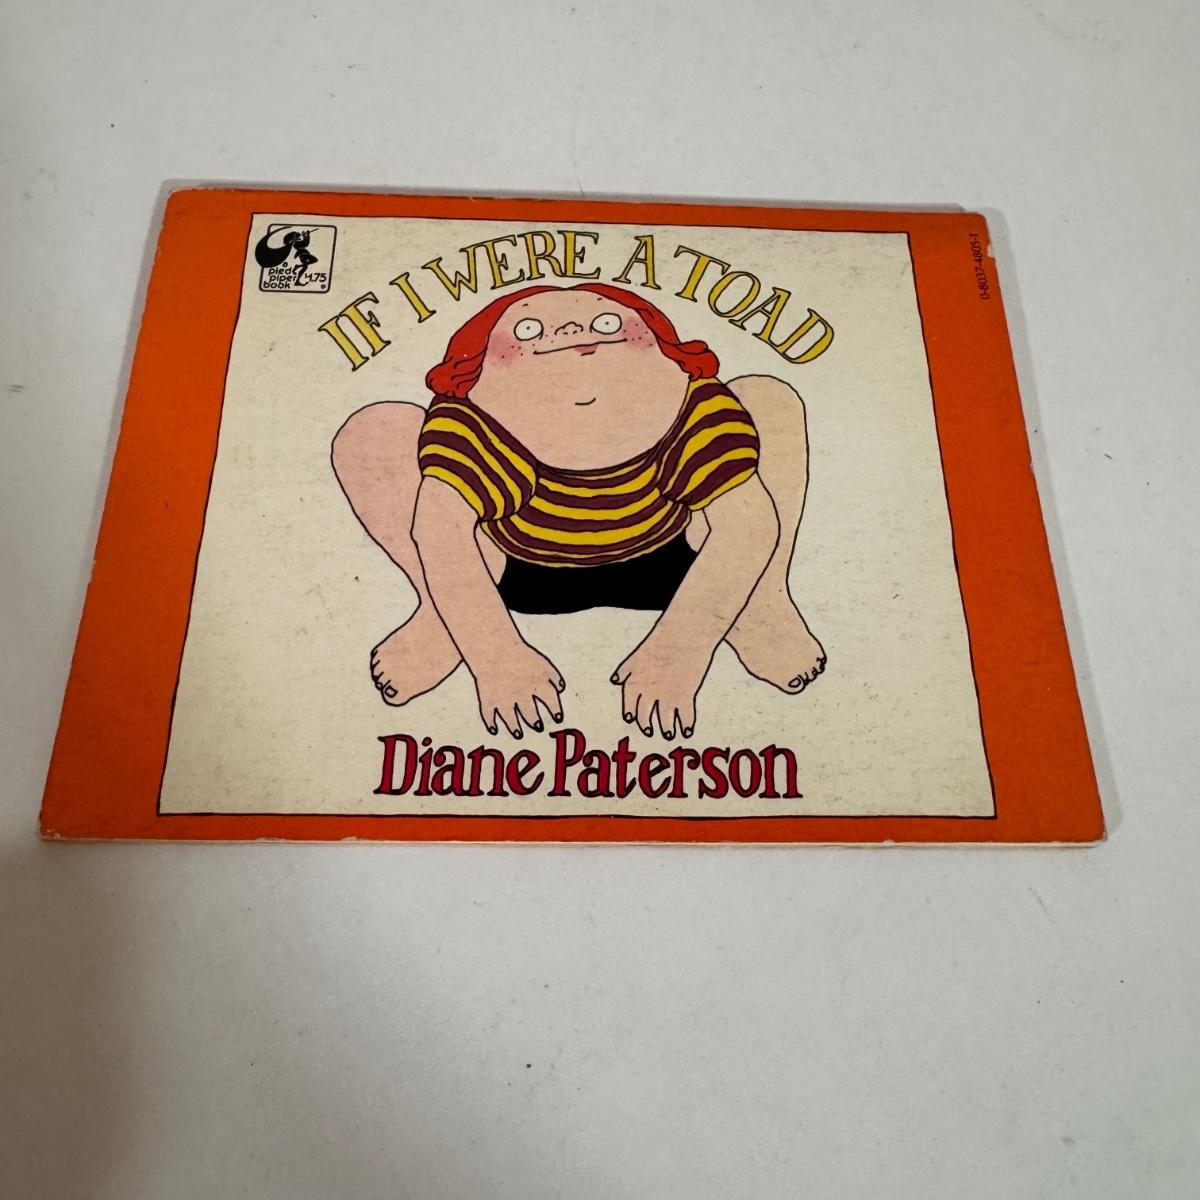 IF I WERE A TOAD
a
pied
piper
book
$1.75
0-8037-4805-1
Diane Paterson